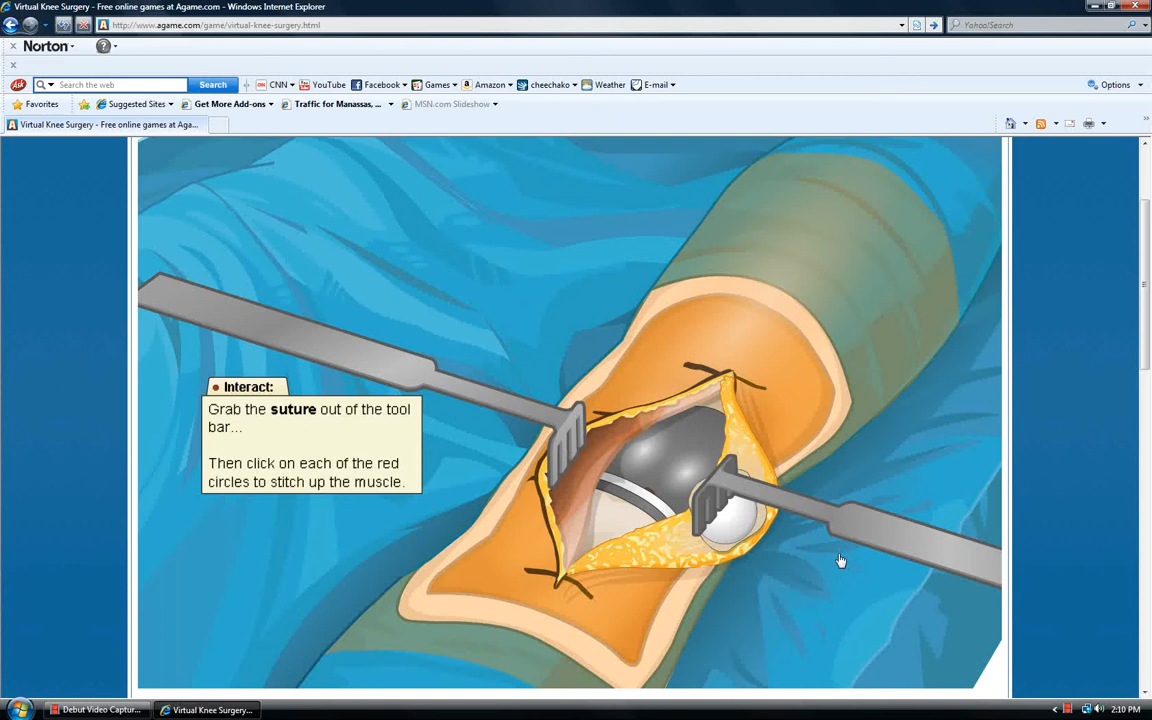 Virtual Knee Surgery - Free online games at Agame.com - Windows Internet Explorer
http://www.agame.com/game/virtual-knee-surgery.html
Yahoo! Search
Norton
Ask Search the web Search CNN YouTube Facebook Games Amazon cheechako Weather E-mail Options
Favorites Suggested Sites Get More Add-ons Traffic for Manassas, ... MSN.com Slideshow
Virtual Knee Surgery - Free online games at Aga...
Interact:
Grab the suture out of the tool
bar...
Then click on each of the red
circles to stitch up the muscle.
Debut Video Captur... Virtual Knee Surgery... 2:10 PM